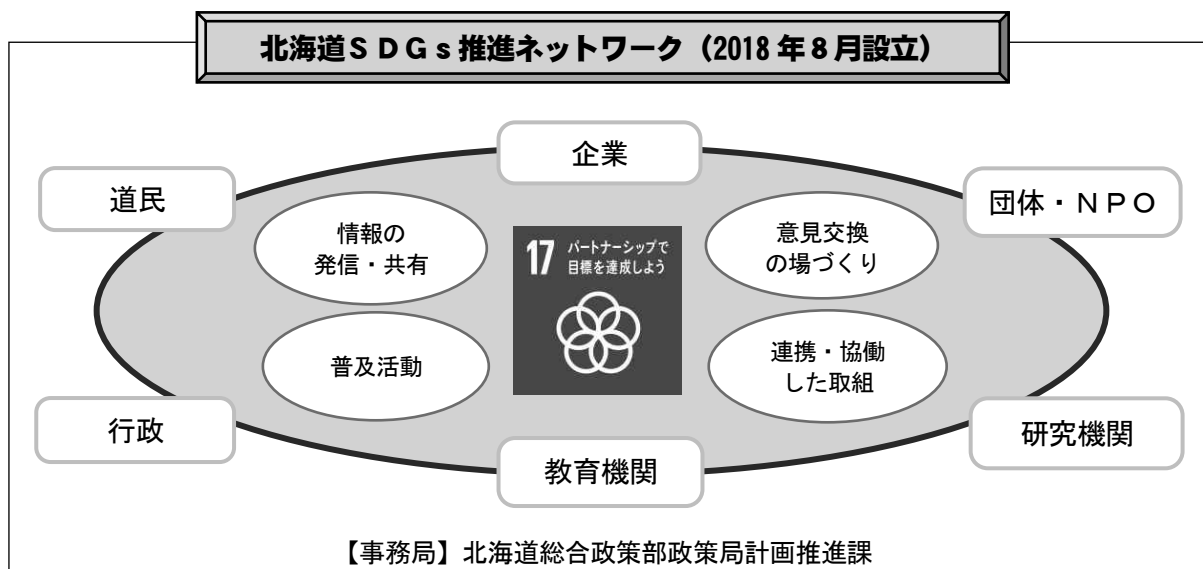 北海道ＳＤＧｓ推進ネットワーク（2018年８月設立）
企業
道民
団体・ＮＰＯ
情報の
発信・共有
17 パートナーシップで
目標を達成しよう
意見交換
の場づくり
普及活動
連携・協働
した取組
行政
教育機関
研究機関
【事務局】北海道総合政策部政策局計画推進課